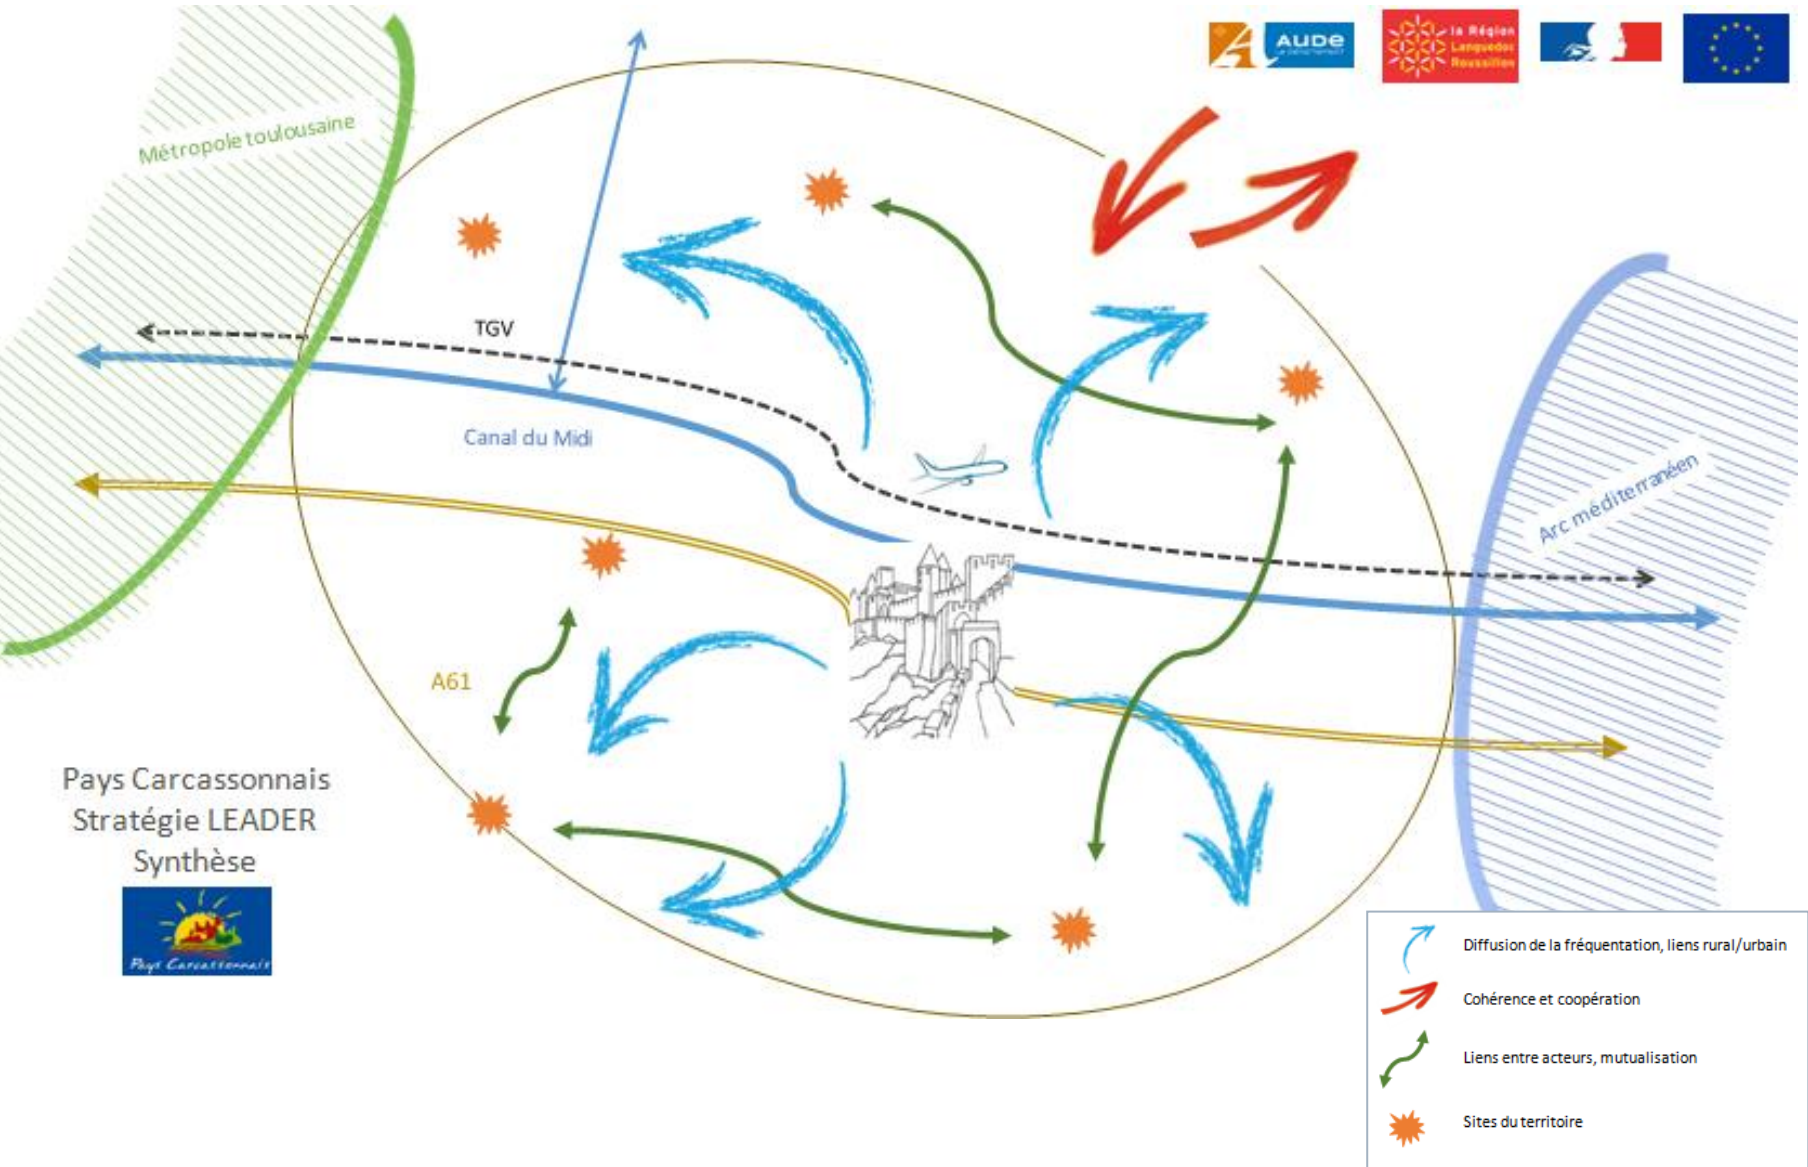 AUDE
la Région
Languedoc
Roussillon
Métropole toulousaine
TGV
Canal du Midi
Arc méditerranéen
A61
Pays Carcassonnais
Stratégie LEADER
Synthèse
Pays Carcassonnais
Diffusion de la fréquentation, liens rural/urbain
Cohérence et coopération
Liens entre acteurs, mutualisation
Sites du territoire